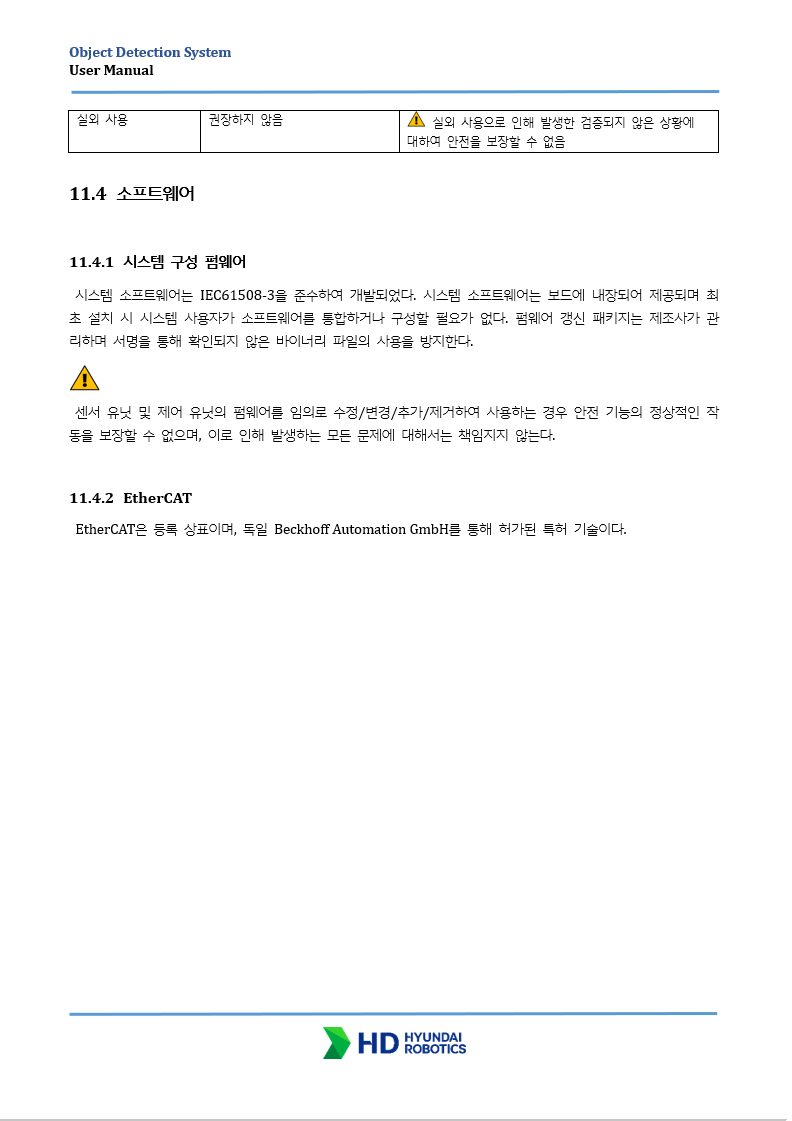 Object Detection System
User Manual
실외 사용
권장하지 않음
실외 사용으로 인해 발생한 검증되지 않은 상황에
대하여 안전을 보장할 수 없음
11.4 소프트웨어
11.4.1 시스템 구성 펌웨어
시스템 소프트웨어는 IEC61508-3을 준수하여 개발되었다. 시스템 소프트웨어는 보드에 내장되어 제공되며 최
초 설치 시 시스템 사용자가 소프트웨어를 통합하거나 구성할 필요가 없다. 펌웨어 갱신 패키지는 제조사가 관
리하며 서명을 통해 확인되지 않은 바이너리 파일의 사용을 방지한다.
센서 유닛 및 제어 유닛의 펌웨어를 임의로 수정/변경/추가/제거하여 사용하는 경우 안전 기능의 정상적인 작
동을 보장할 수 없으며, 이로 인해 발생하는 모든 문제에 대해서는 책임지지 않는다.
11.4.2 EtherCAT
EtherCAT은 등록 상표이며, 독일 Beckhoff Automation GmbH를 통해 허가된 특허 기술이다.
HD HYUNDAI
ROBOTICS